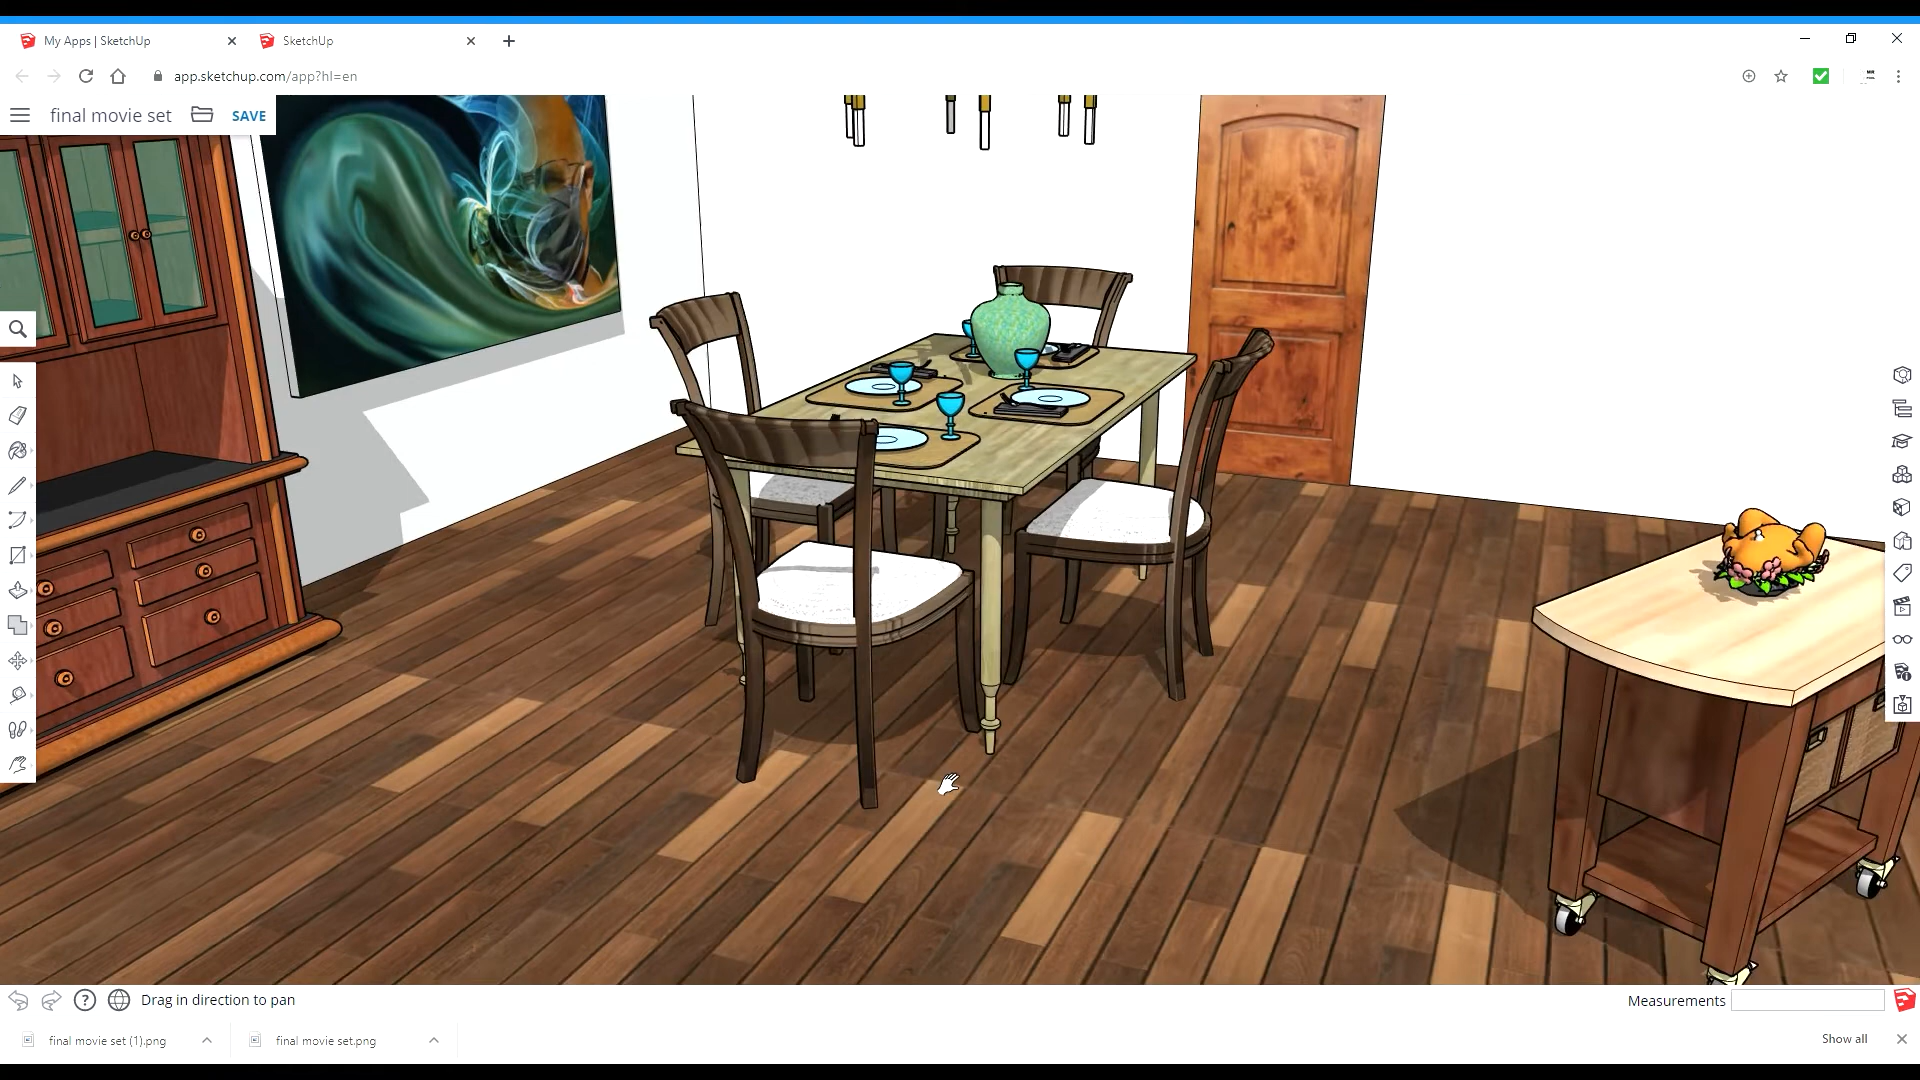 My Apps | SketchUp
SketchUp
app.sketchup.com/app?hl=en
final movie set
SAVE
Drag in direction to pan
Measurements
final movie set (1).png
final movie set.png
Show all